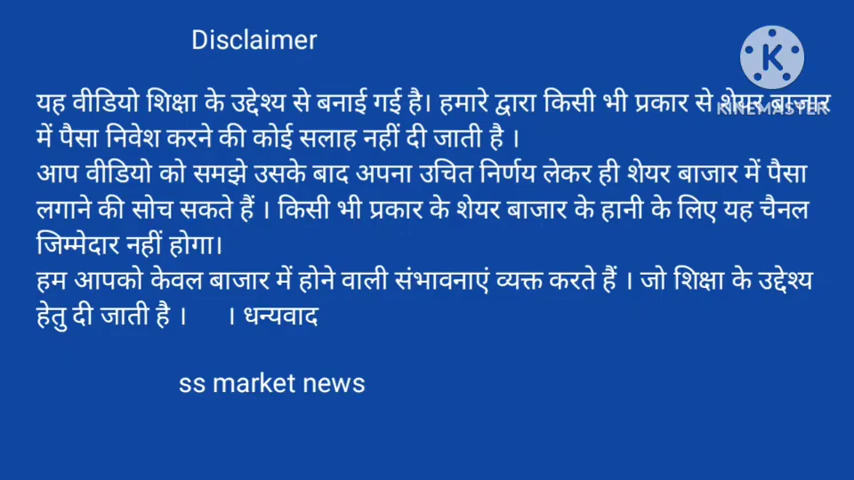 Disclaimer
यह वीडियो शिक्षा के उद्देश्य से बनाई गई है। हमारे द्वारा किसी भी प्रकार से शेयर बाजार
KINEMASTER
में पैसा निवेश करने की कोई सलाह नहीं दी जाती है ।
आप वीडियो को समझे उसके बाद अपना उचित निर्णय लेकर ही शेयर बाजार में पैसा
लगाने की सोच सकते हैं । किसी भी प्रकार के शेयर बाजार के हानी के लिए यह चैनल
जिम्मेदार नहीं होगा।
हम आपको केवल बाजार में होने वाली संभावनाएं व्यक्त करते हैं । जो शिक्षा के उद्देश्य
हेतु दी जाती है ।      । धन्यवाद
ss market news